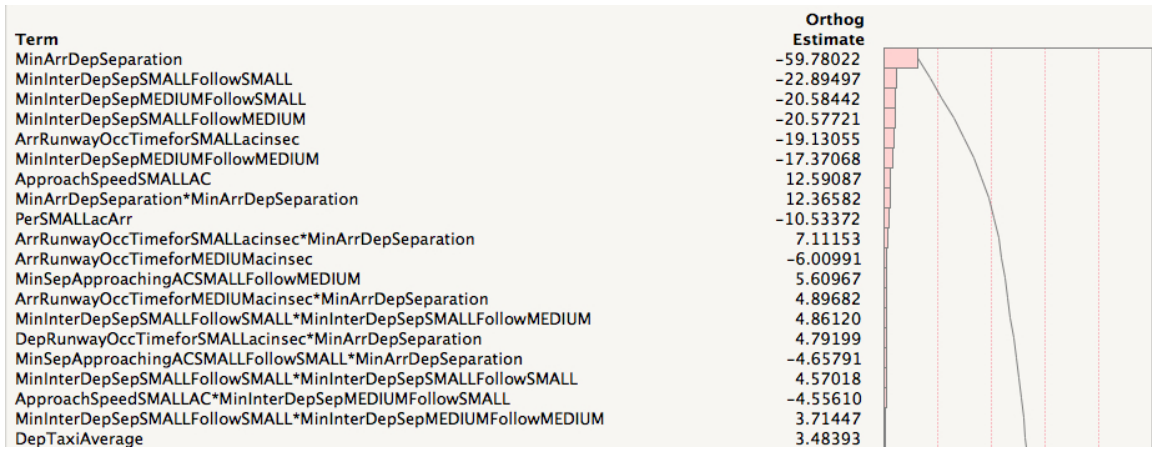 Orthog
Term Estimate
MinArrDepSeparation -59.78022
MinInterDepSepSMALLFollowSMALL -22.89497
MinInterDepSepMEDIUMFollowSMALL -20.58442
MinInterDepSepSMALLFollowMEDIUM -20.57721
ArrRunwayOccTimeforSMALLacinsec -19.13055
MinInterDepSepMEDIUMFollowMEDIUM -17.37068
ApproachSpeedSMALLAC 12.59087
MinArrDepSeparation*MinArrDepSeparation 12.36582
PerSMALLacArr -10.53372
ArrRunwayOccTimeforSMALLacinsec*MinArrDepSeparation 7.11153
ArrRunwayOccTimeforMEDIUMacinsec -6.00991
MinSepApproachingACSMALLFollowMEDIUM 5.60967
ArrRunwayOccTimeforMEDIUMacinsec*MinArrDepSeparation 4.89682
MinInterDepSepSMALLFollowSMALL*MinInterDepSepSMALLFollowMEDIUM 4.86120
DepRunwayOccTimeforSMALLacinsec*MinArrDepSeparation 4.79199
MinSepApproachingACSMALLFollowSMALL*MinArrDepSeparation -4.65791
MinInterDepSepSMALLFollowSMALL*MinInterDepSepSMALLFollowSMALL 4.57018
ApproachSpeedSMALLAC*MinInterDepSepMEDIUMFollowSMALL -4.55610
MinInterDepSepSMALLFollowSMALL*MinInterDepSepMEDIUMFollowMEDIUM 3.71447
DepTaxiAverage 3.48393